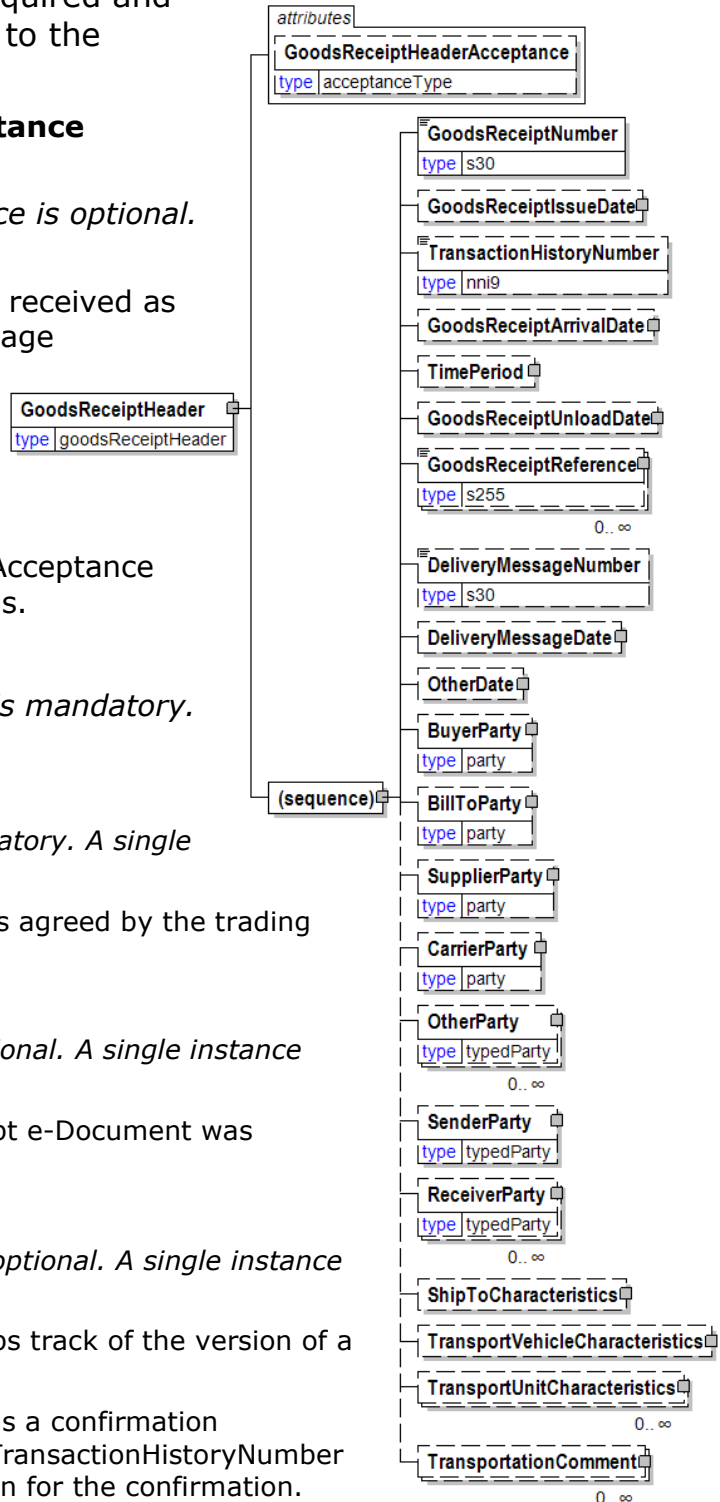 quired and
to the
tance
ce is optional.
received as
age
Acceptance
s.
s mandatory.
atory. A single
s agreed by the trading
onal. A single instance
ot e-Document was
optional. A single instance
os track of the version of a
s a confirmation
TransactionHistoryNumber
n for the confirmation.
GoodsReceiptHeader
type goodsReceiptHeader
attributes
GoodsReceiptHeaderAcceptance
type acceptanceType
(sequence)
GoodsReceiptNumber
type s30
GoodsReceiptIssueDate
TransactionHistoryNumber
type nni9
GoodsReceiptArrivalDate
TimePeriod
GoodsReceiptUnloadDate
GoodsReceiptReference
type s255
0..∞
DeliveryMessageNumber
type s30
DeliveryMessageDate
OtherDate
BuyerParty
type party
BillToParty
type party
SupplierParty
type party
CarrierParty
type party
OtherParty
type typedParty
0..∞
SenderParty
type typedParty
ReceiverParty
type typedParty
0..∞
ShipToCharacteristics
TransportVehicleCharacteristics
TransportUnitCharacteristics
0..∞
TransportationComment
0..∞